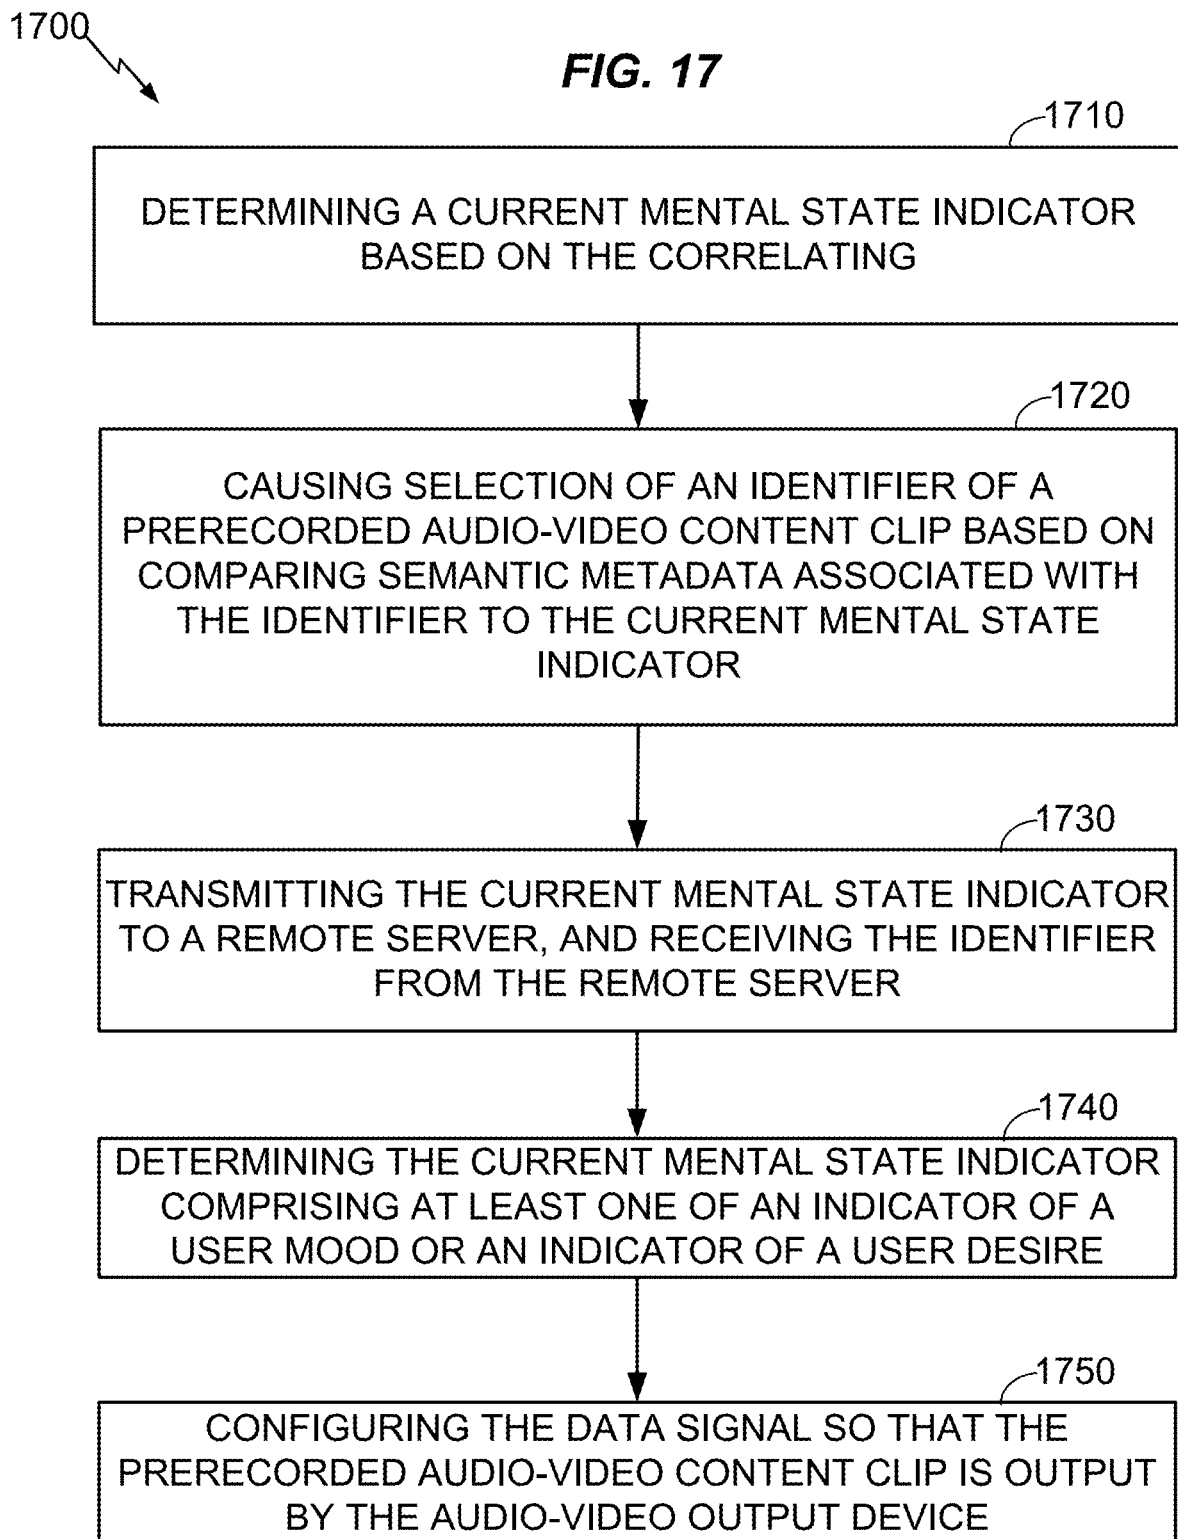 1700
FIG. 17
1710
DETERMINING A CURRENT MENTAL STATE INDICATOR
BASED ON THE CORRELATING
1720
CAUSING SELECTION OF AN IDENTIFIER OF A
PRERECORDED AUDIO-VIDEO CONTENT CLIP BASED ON
COMPARING SEMANTIC METADATA ASSOCIATED WITH
THE IDENTIFIER TO THE CURRENT MENTAL STATE
INDICATOR
1730
TRANSMITTING THE CURRENT MENTAL STATE INDICATOR
TO A REMOTE SERVER, AND RECEIVING THE IDENTIFIER
FROM THE REMOTE SERVER
1740
DETERMINING THE CURRENT MENTAL STATE INDICATOR
COMPRISING AT LEAST ONE OF AN INDICATOR OF A
USER MOOD OR AN INDICATOR OF A USER DESIRE
1750
CONFIGURING THE DATA SIGNAL SO THAT THE
PRERECORDED AUDIO-VIDEO CONTENT CLIP IS OUTPUT
BY THE AUDIO-VIDEO OUTPUT DEVICE